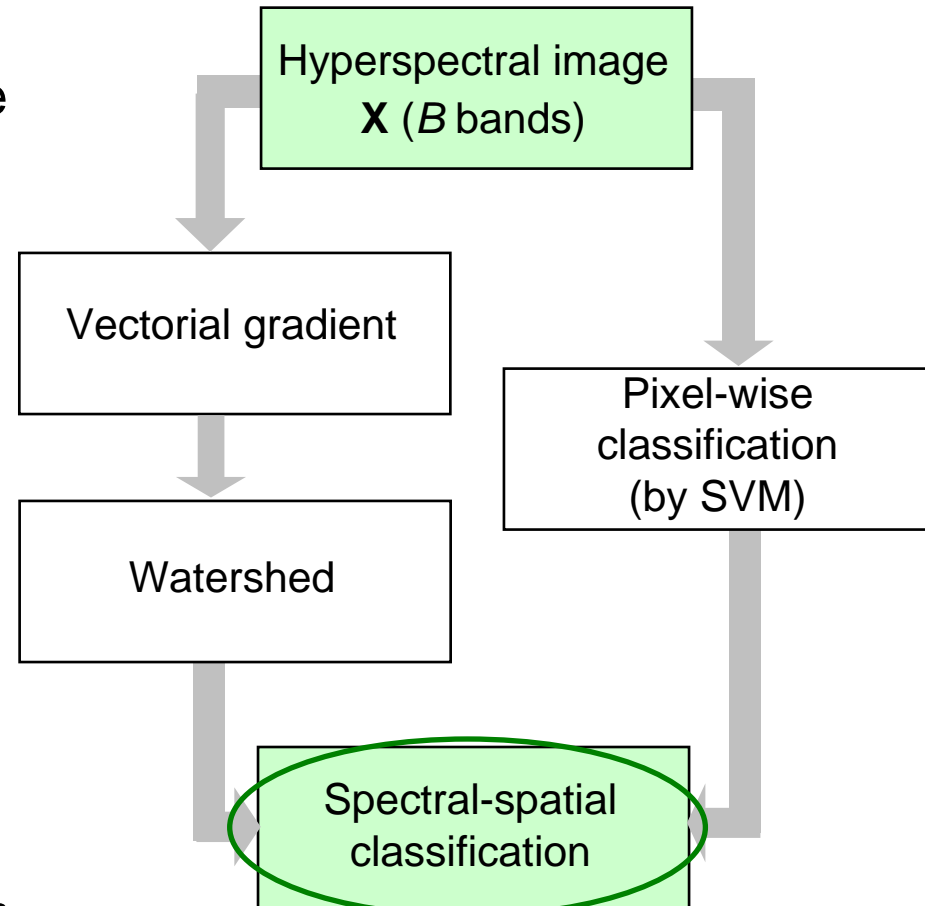 Hyperspectral image
X (B bands)
e
Vectorial gradient
Pixel-wise
classification
(by SVM)
Watershed
Spectral-spatial
classification